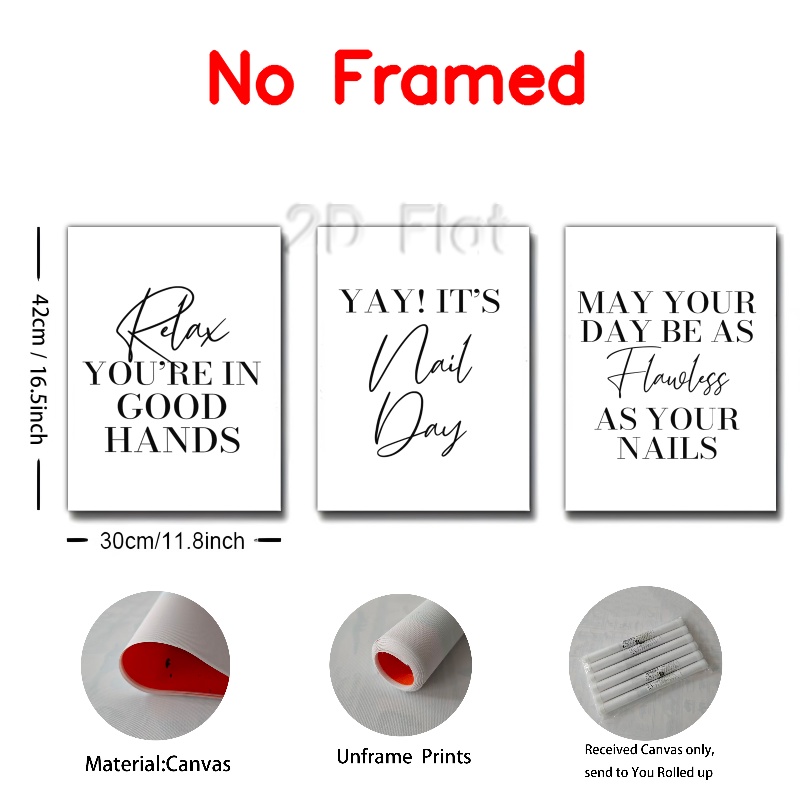 No Framed
2D Flat
Relax
YOU'RE IN
GOOD
HANDS
YAY! IT'S
Nail
Day
MAY YOUR
DAY BE AS
Flawless
AS YOUR
NAILS
42cm / 16.5inch
30cm/11.8inch
Material:Canvas
Unframe Prints
Received Canvas only,
send to You Rolled up